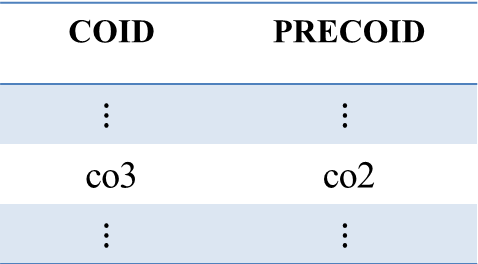 COID PRECOID
⋮ ⋮
co3 co2
⋮ ⋮